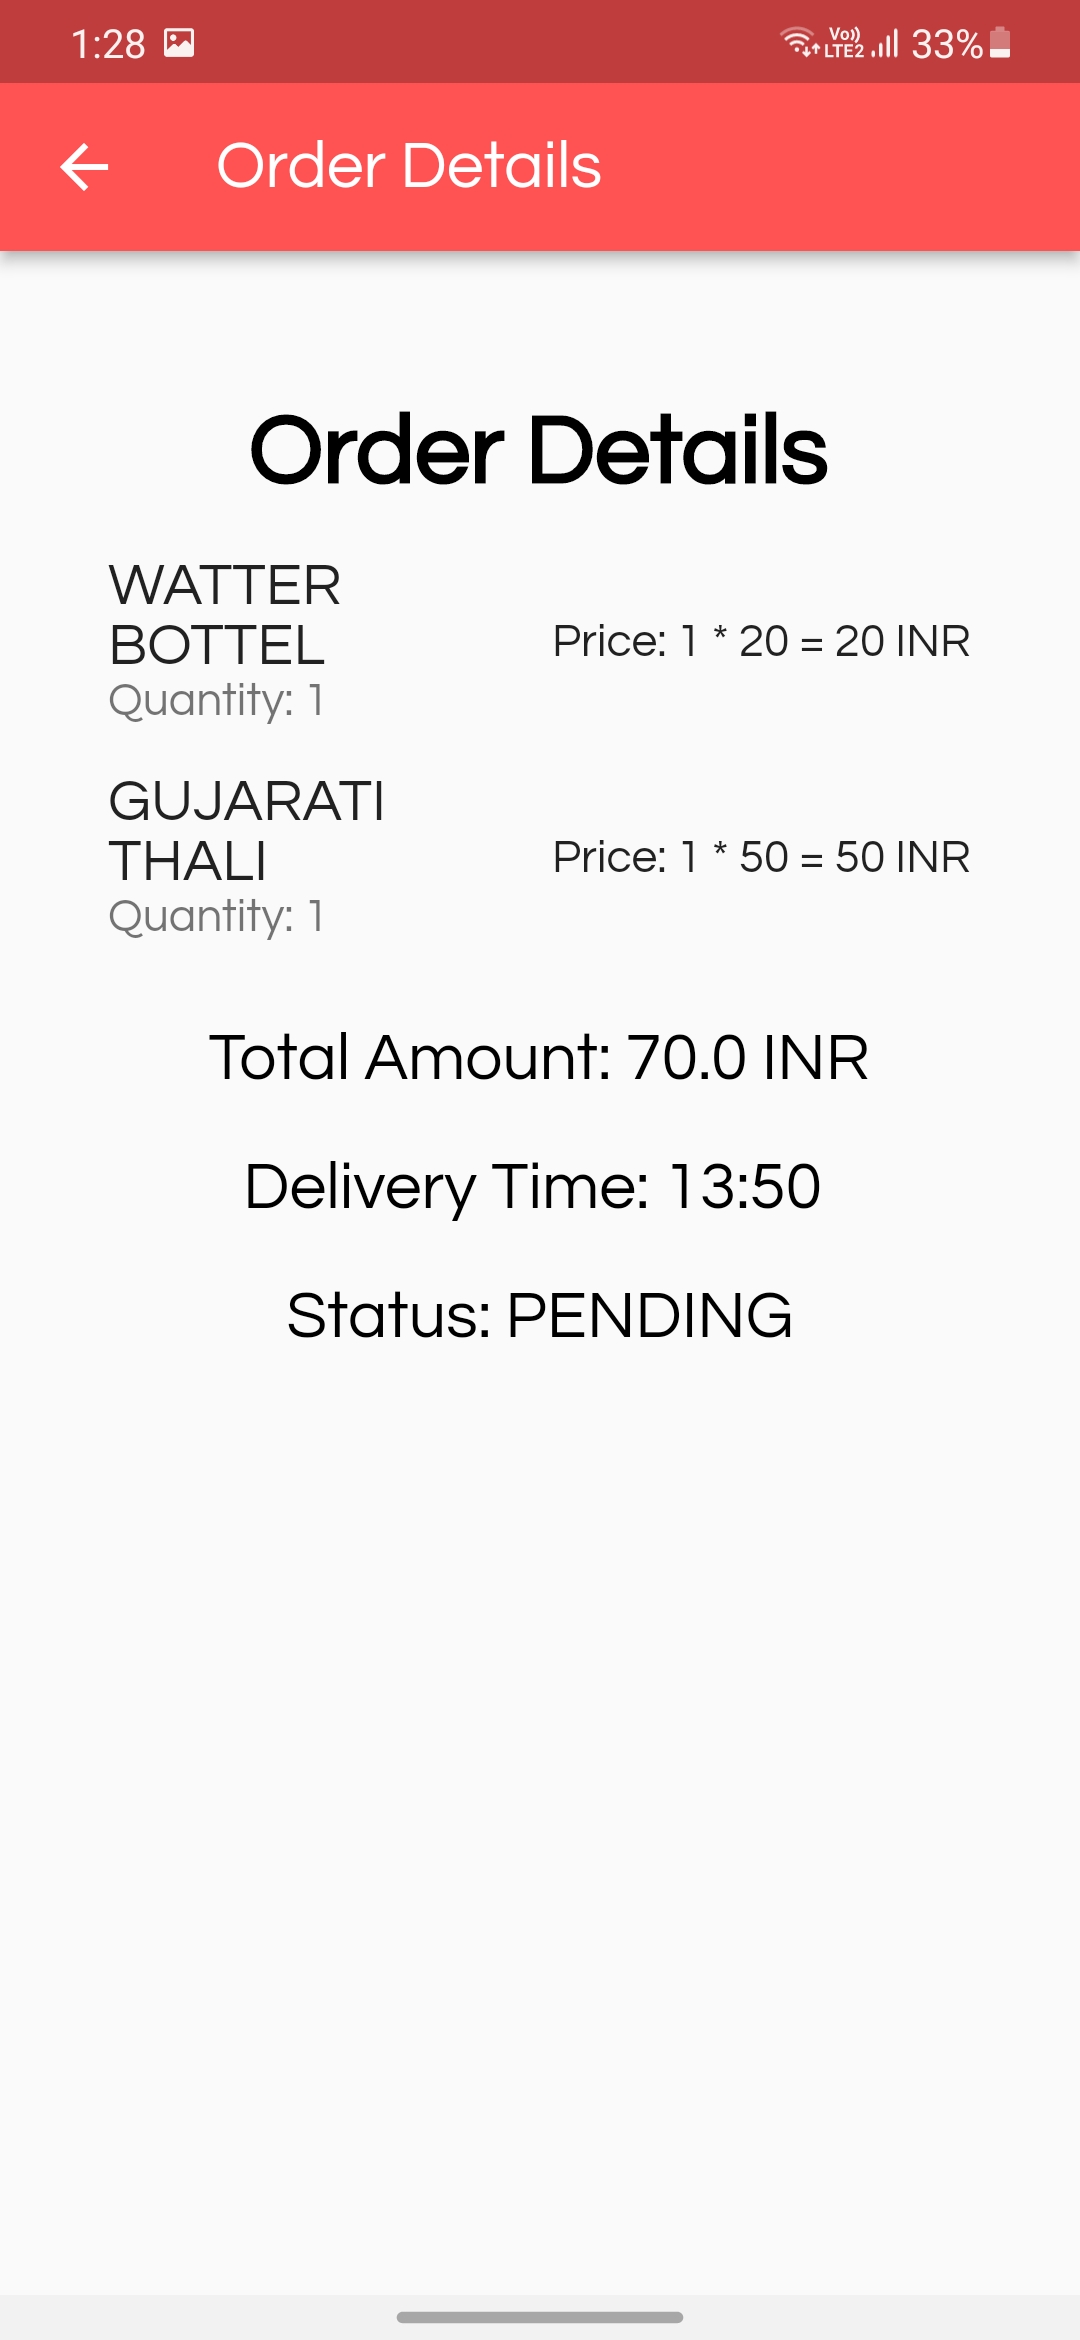 1:28 Vo)) LTE2 33%
Order Details
Order Details
WATTER
BOTTEL
Price: 1 * 20 = 20 INR
Quantity: 1
GUJARATI
THALI
Price: 1 * 50 = 50 INR
Quantity: 1
Total Amount: 70.0 INR
Delivery Time: 13:50
Status: PENDING